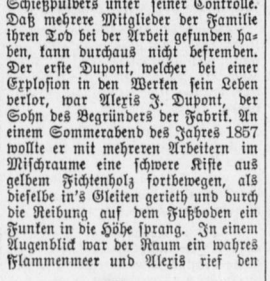 Schießpulvers unter seiner Controlle.
Daß mehrere Mitglieder der Familie
ihren Tod bei der Arbeit gefunden ha-
ben, kann durchaus nicht befremden.
Der erste Dupont, welcher bei einer
Explosion in den Werken sein Leben
verlor, war Alexis J. Dupont, der
Sohn des Begründers der Fabrik. An
einem Sommerabend des Jahres 1857
wollte er mit mehreren Arbeitern im
Mischraume eine schwere Kiste aus
gelbem Fichtenholz fortbewegen, als
dieselbe in's Gleiten gerieth und durch
die Reibung auf dem Fußboden ein
Funken in die Höhe sprang. In einem
Augenblick war der Raum ein wahres
Flammenmeer und Alexis rief den